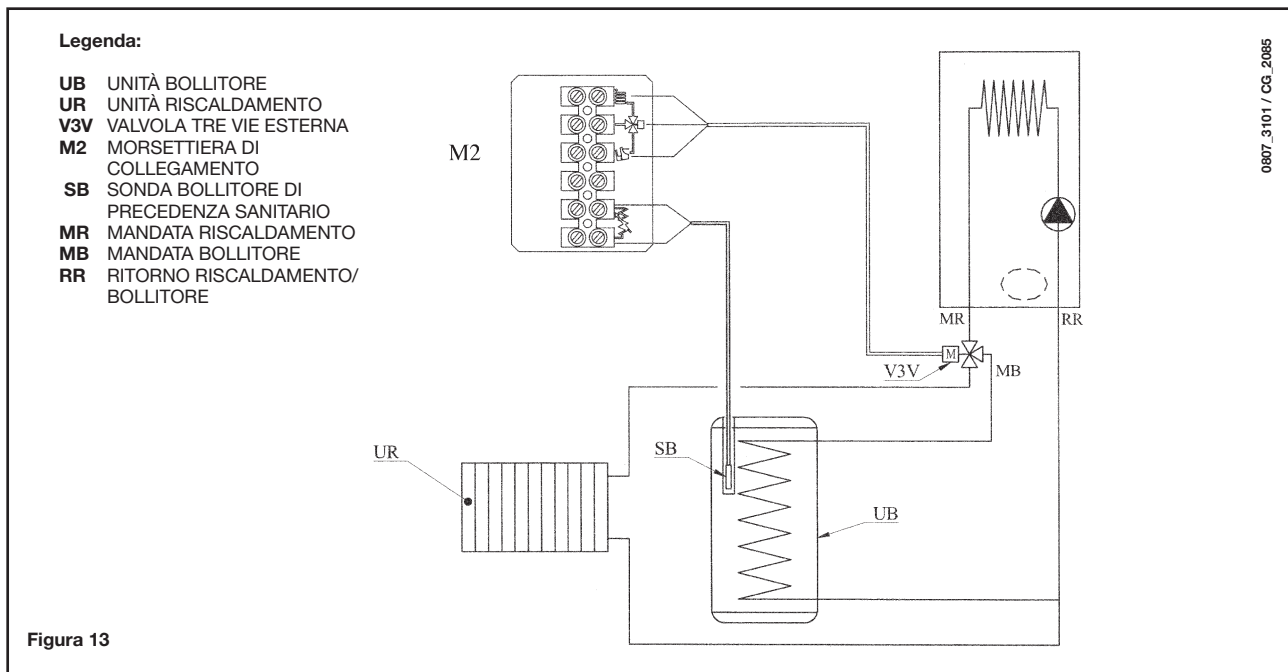 Legenda:
UB UNITÀ BOLLITORE
UR UNITÀ RISCALDAMENTO
V3V VALVOLA TRE VIE ESTERNA
M2 MORSETTIERA DI
COLLEGAMENTO
SB SONDA BOLLITORE DI
PRECEDENZA SANITARIO
MR MANDATA RISCALDAMENTO
MB MANDATA BOLLITORE
RR RITORNO RISCALDAMENTO/
BOLLITORE
M2
0807_3101 / CG_2085
MR
RR
M
V3V
MB
UR
SB
UB
Figura 13